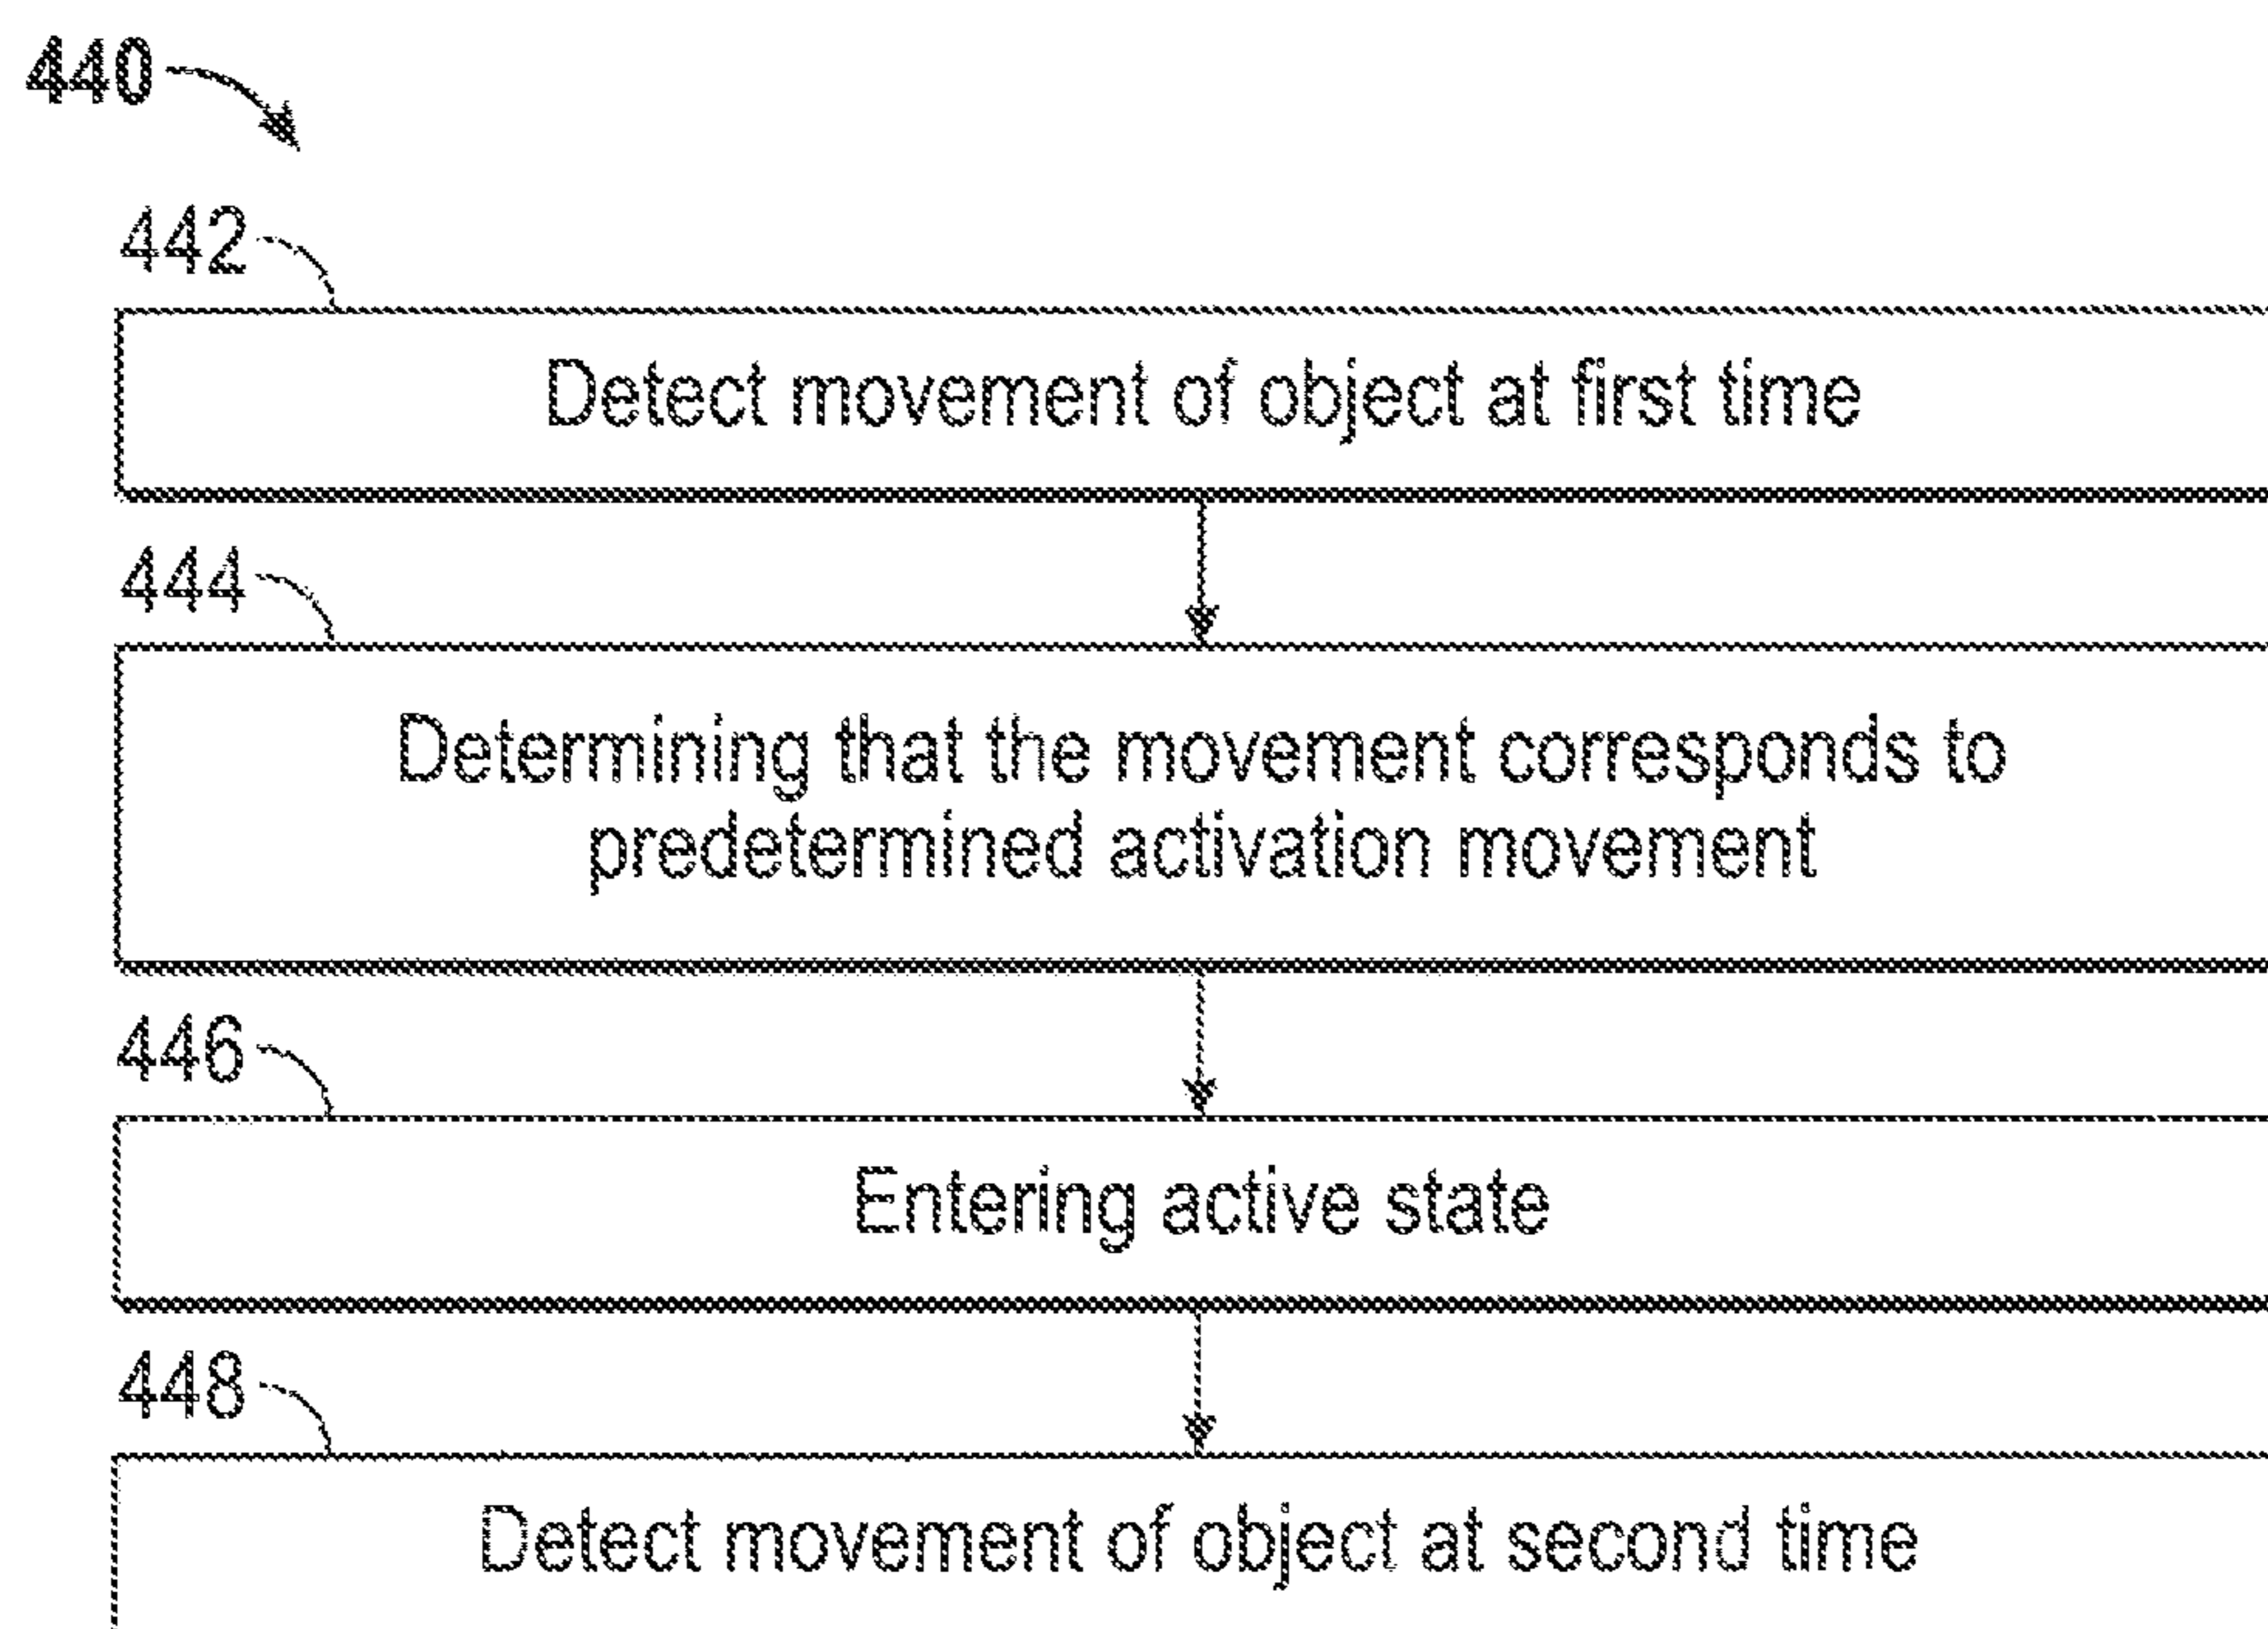 440
442
Detect movement of object at first time
444
Determining that the movement corresponds to
predetermined activation movement
446
Entering active state
448
Detect movement of object at second time